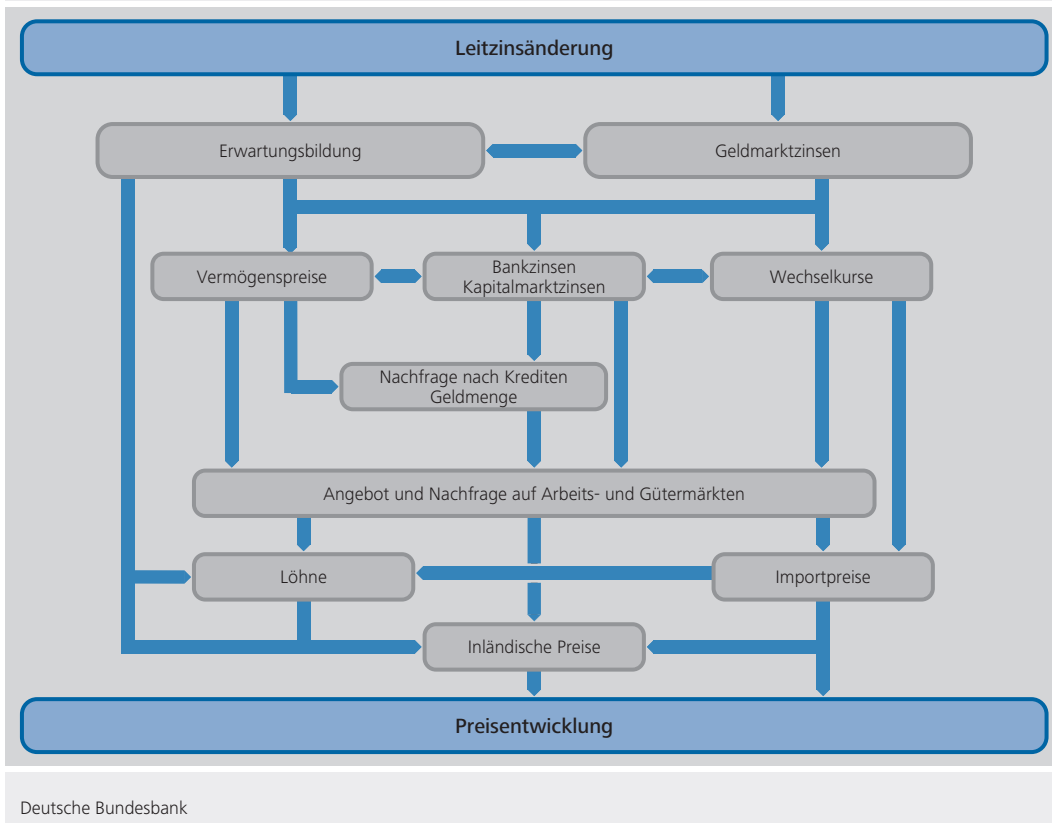 Leitzinsänderung
Erwartungsbildung
Geldmarktzinsen
Vermögenspreise
Bankzinsen
Kapitalmarktzinsen
Wechselkurse
Nachfrage nach Krediten
Geldmenge
Angebot und Nachfrage auf Arbeits- und Gütermärkten
Löhne
Importpreise
Inländische Preise
Preisentwicklung
Deutsche Bundesbank